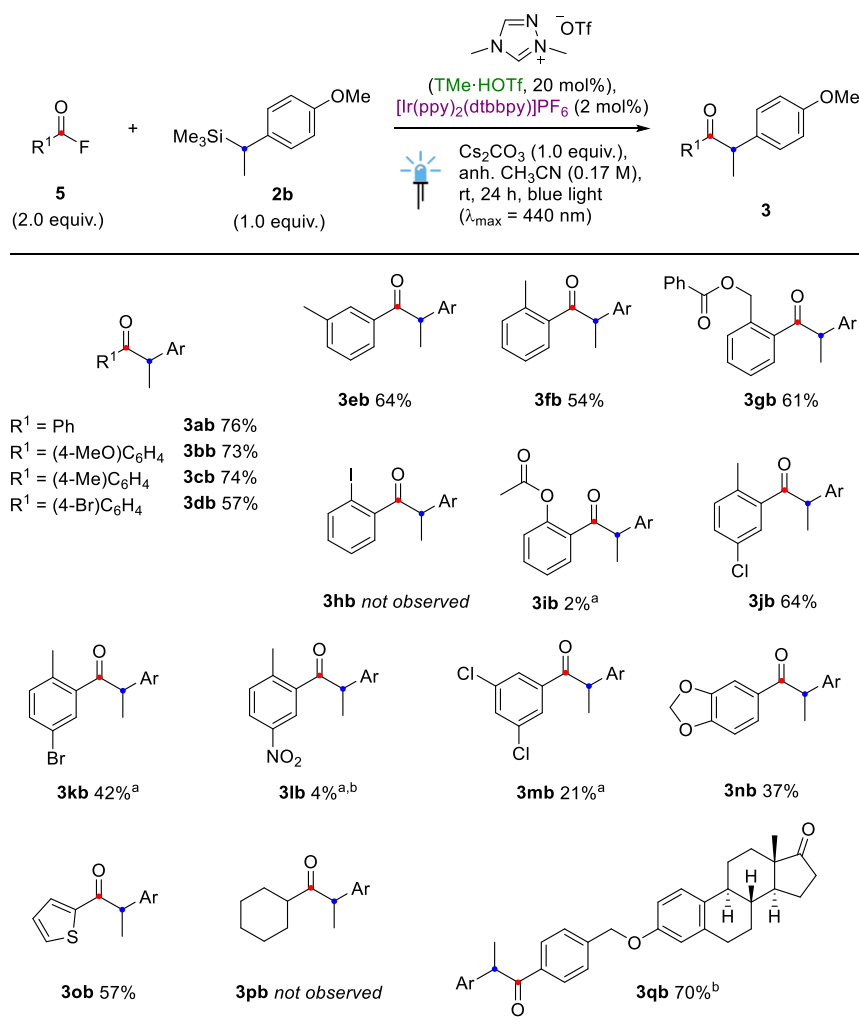 N
N
N
+
−OTf
(TMe·HOTf, 20 mol%),
[Ir(ppy)2(dtbbpy)]PF6 (2 mol%)
O
R1
F
+
Me3Si
OMe
Cs2CO3 (1.0 equiv.),
anh. CH3CN (0.17 M),
rt, 24 h, blue light
(λmax = 440 nm)
O
R1
OMe
5
(2.0 equiv.)
2b
(1.0 equiv.)
3
O
R1
Ar
R1 = Ph 3ab 76%
R1 = (4-MeO)C6H4 3bb 73%
R1 = (4-Me)C6H4 3cb 74%
R1 = (4-Br)C6H4 3db 57%
O
Ar
3eb 64%
O
Ar
3fb 54%
Ph
O
O
O
Ar
3gb 61%
I
O
Ar
3hb not observed
O
O
O
Ar
3ib 2%a
O
Ar
Cl
3jb 64%
O
Ar
Br
3kb 42%a
O
Ar
NO2
3lb 4%a,b
Cl
O
Ar
Cl
3mb 21%a
O
O
O
Ar
3nb 37%
O
Ar
S
3ob 57%
O
Ar
3pb not observed
O
H
H
H
O
Ar
O
3qb 70%b